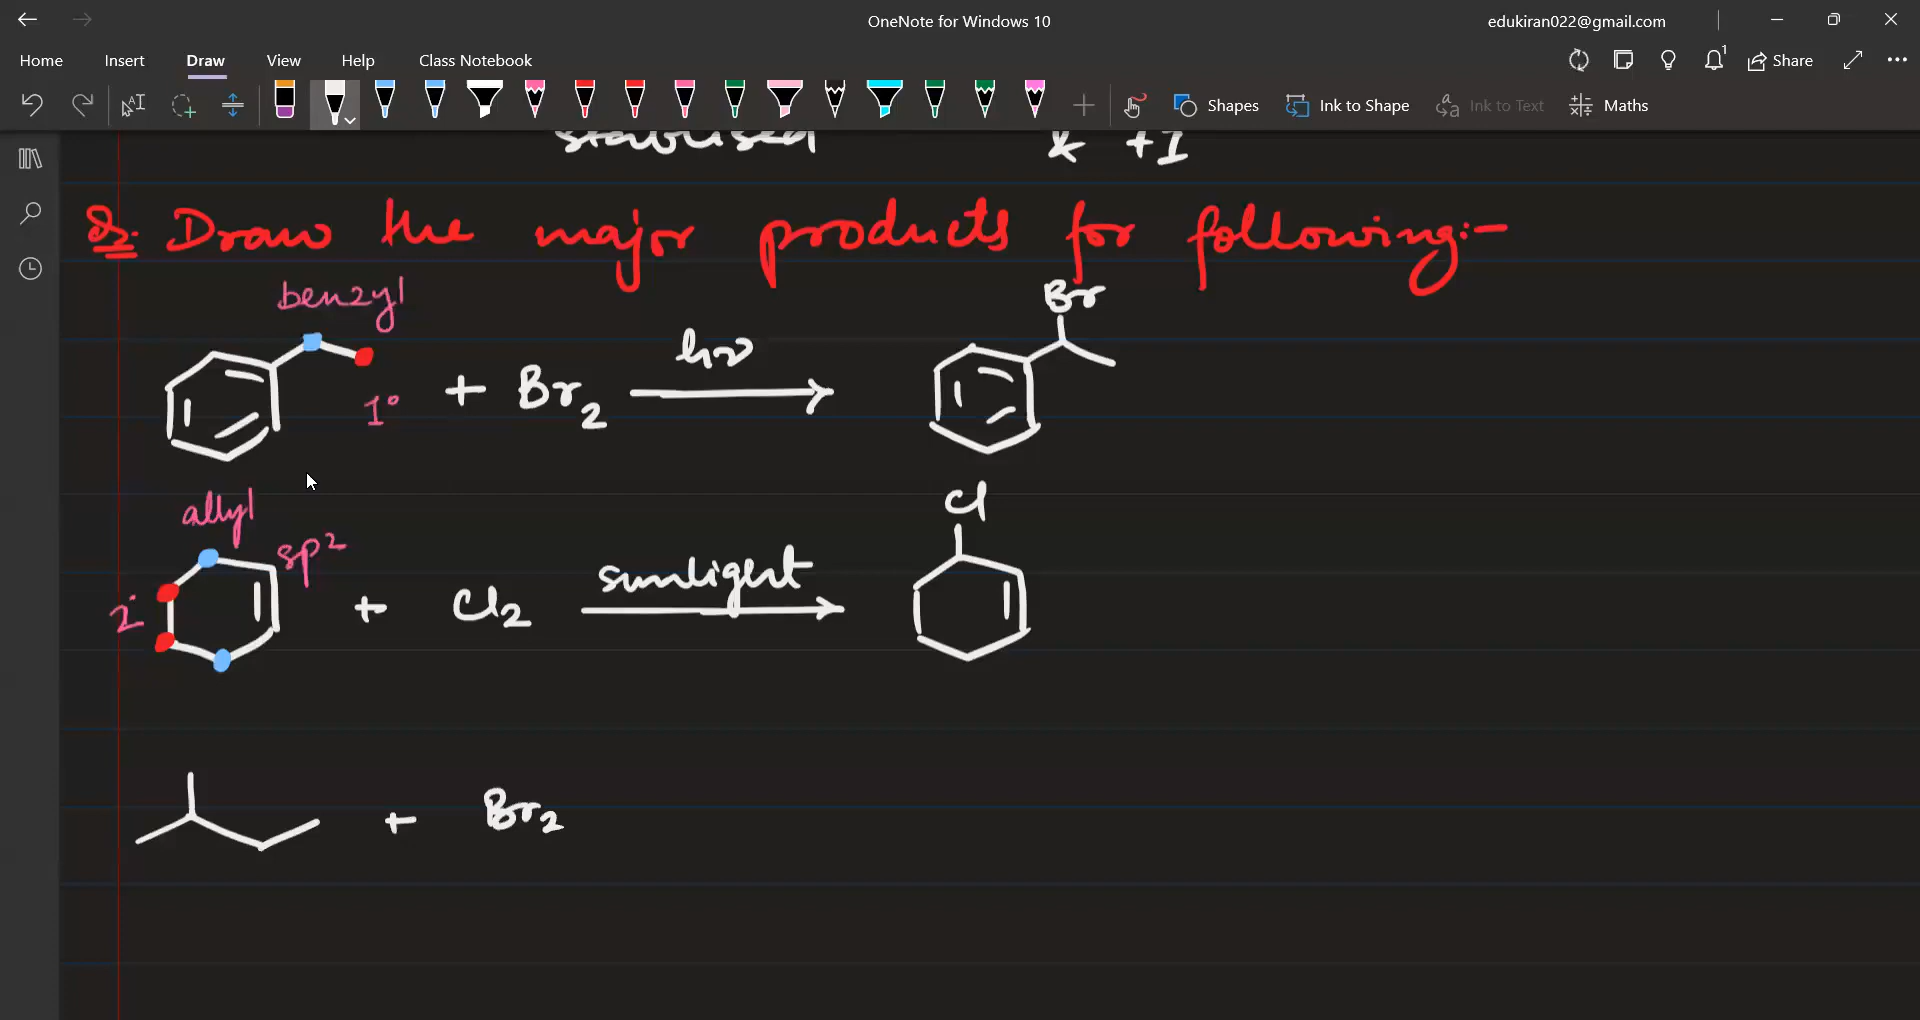 OneNote for Windows 10
edukiran022@gmail.com
Home Insert Draw View Help Class Notebook
1 Share
Shapes Ink to Shape Ink to Text Maths
stabilised & +I
Q. Draw the major products for following:-
benzyl
Br
1° + Br2 hν
allyl
Cl
sp2
2° + Cl2 sunlight
+ Br2